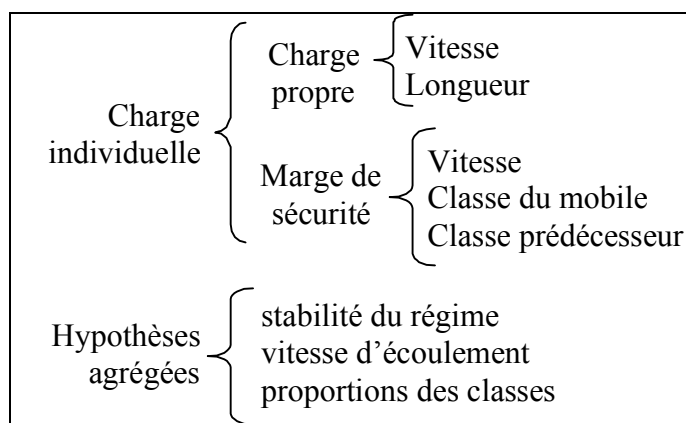 Charge
individuelle
Charge
propre
Vitesse
Longueur
Marge de
sécurité
Vitesse
Classe du mobile
Classe prédécesseur
Hypothèses
agrégées
stabilité du régime
vitesse d’écoulement
proportions des classes